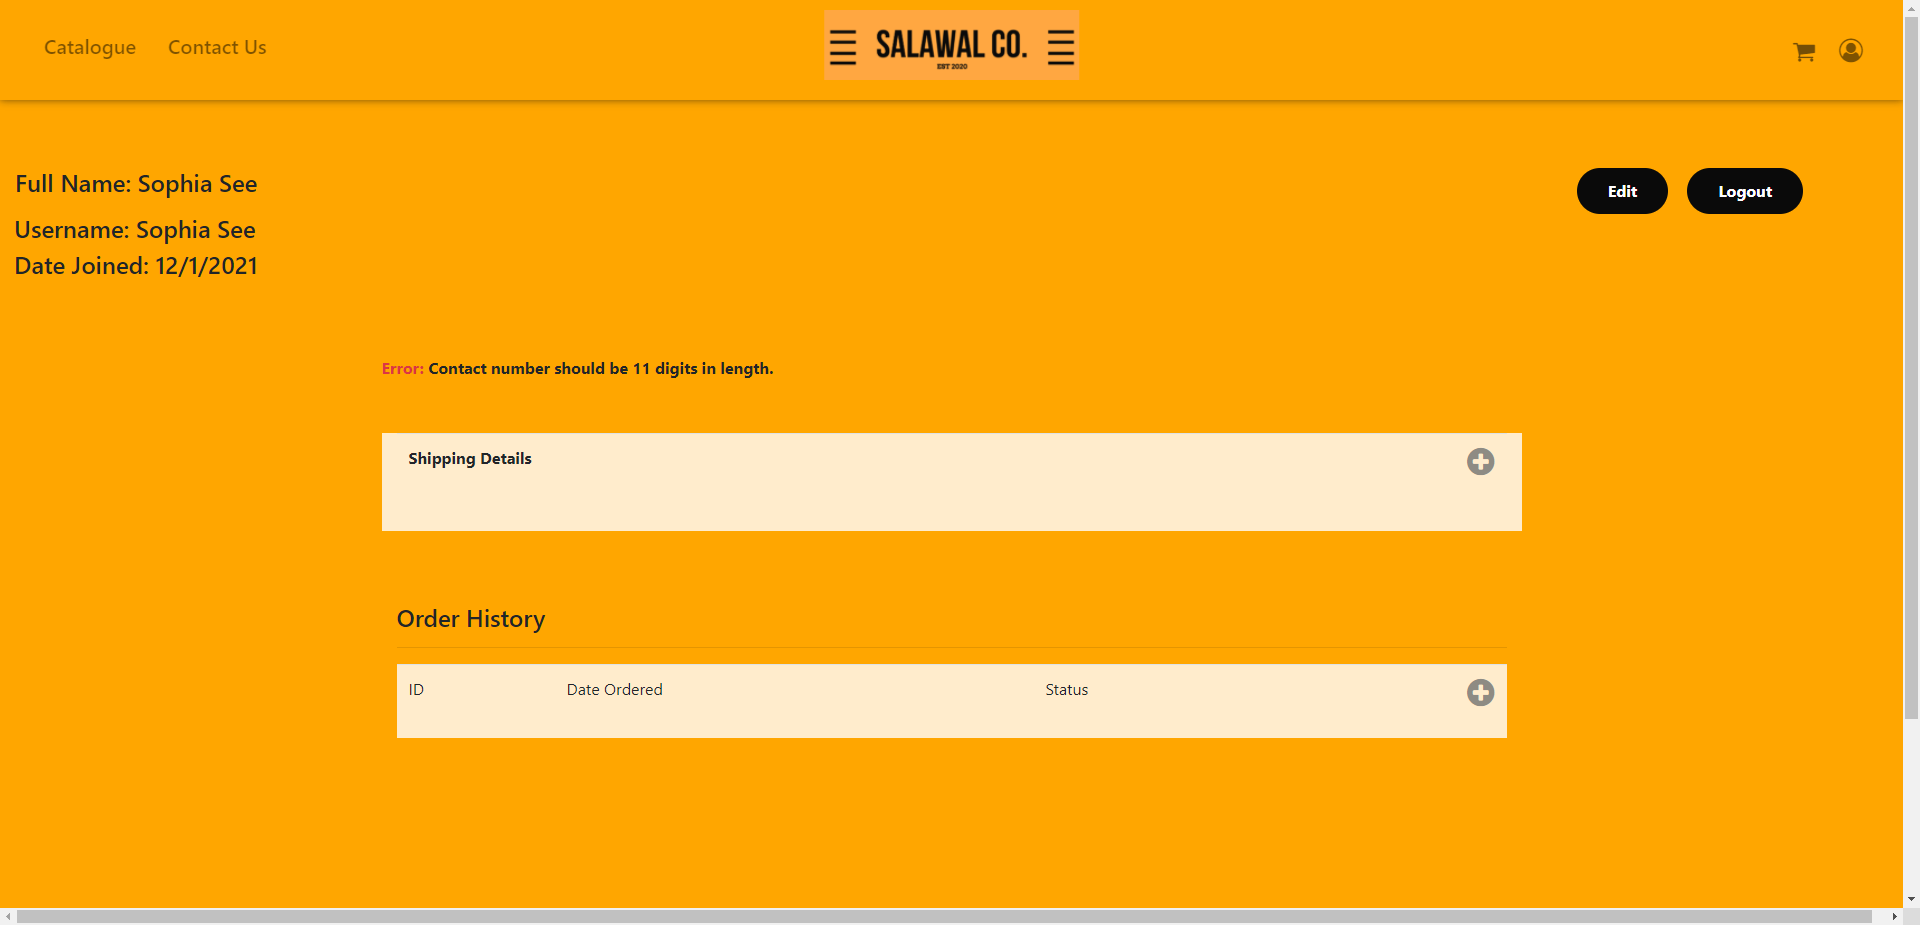 Catalogue Contact Us
SALAWAL CO.
EST 2020
Full Name: Sophia See
Edit Logout
Username: Sophia See
Date Joined: 12/1/2021
Error: Contact number should be 11 digits in length.
Shipping Details
Order History
ID Date Ordered Status